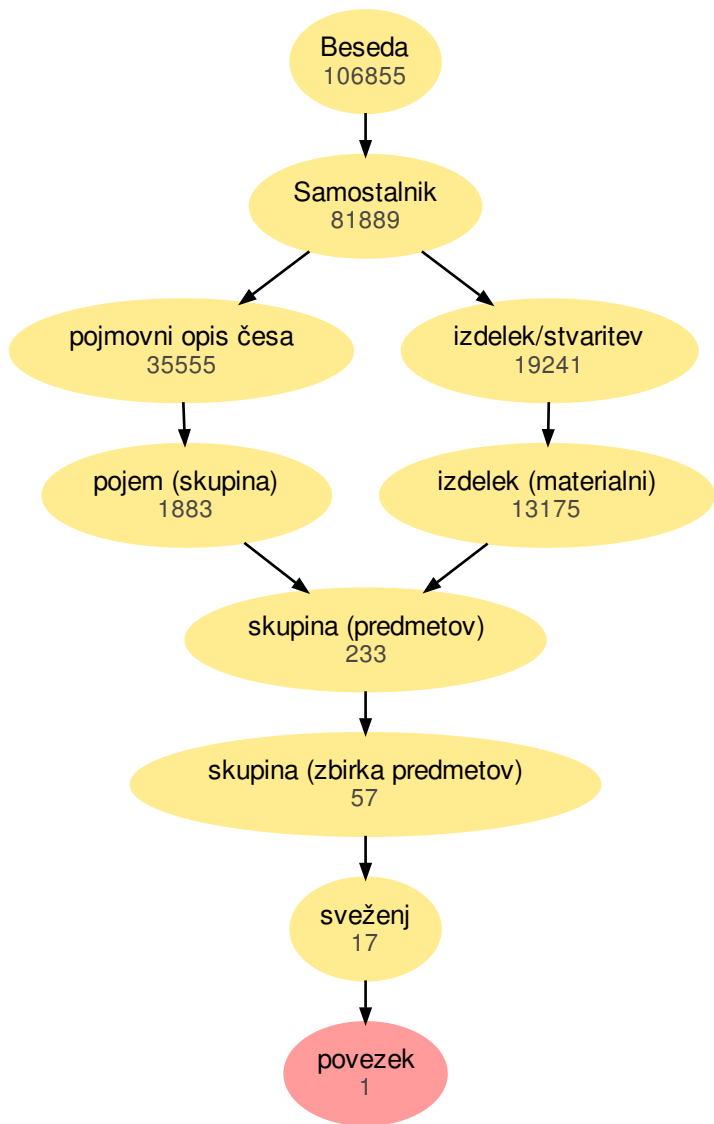 Beseda
106855
Samostalnik
81889
pojmovni opis česa
35555
izdelek/stvaritev
19241
pojem (skupina)
1883
izdelek (materialni)
13175
skupina (predmetov)
233
skupina (zbirka predmetov)
57
sveženj
17
povezek
1